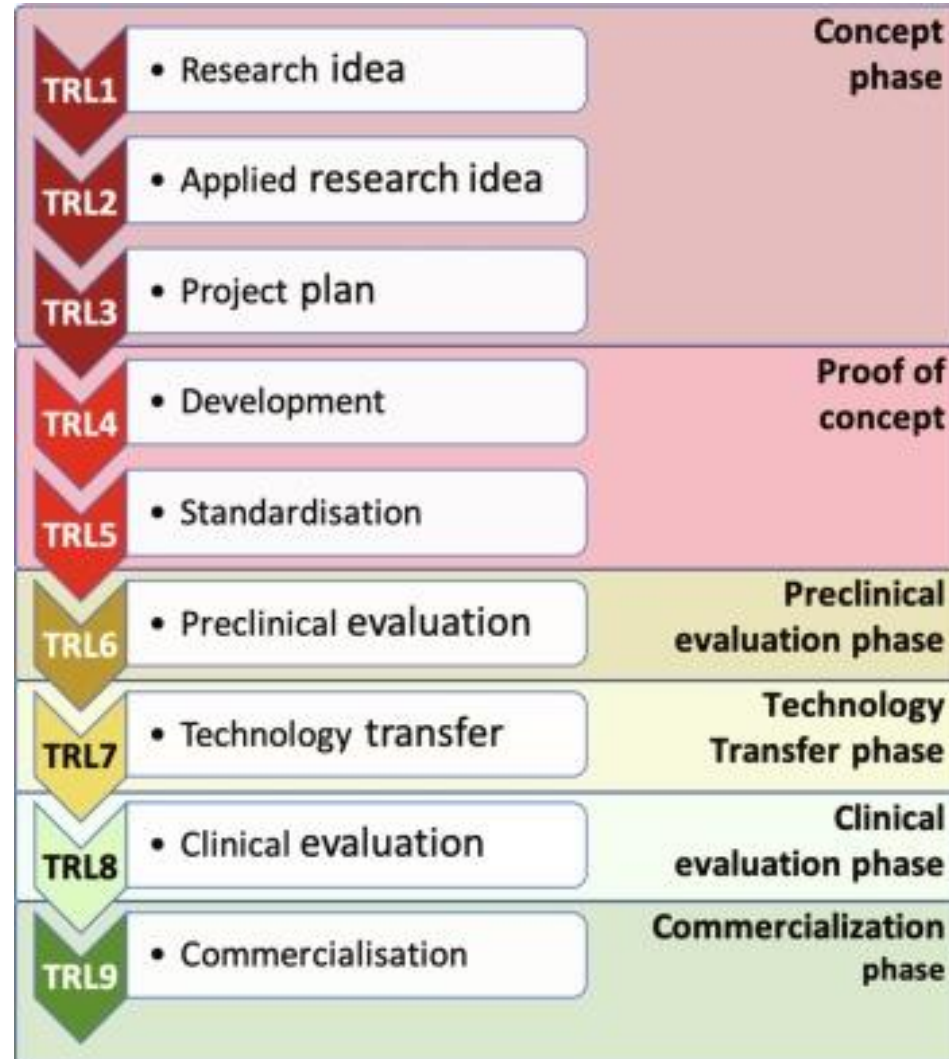 Concept
phase
TRL1
• Research idea
TRL2
• Applied research idea
TRL3
• Project plan
Proof of
concept
TRL4
• Development
TRL5
• Standardisation
Preclinical
evaluation phase
TRL6
• Preclinical evaluation
Technology
Transfer phase
TRL7
• Technology transfer
Clinical
evaluation phase
TRL8
• Clinical evaluation
Commercialization
phase
TRL9
• Commercialisation